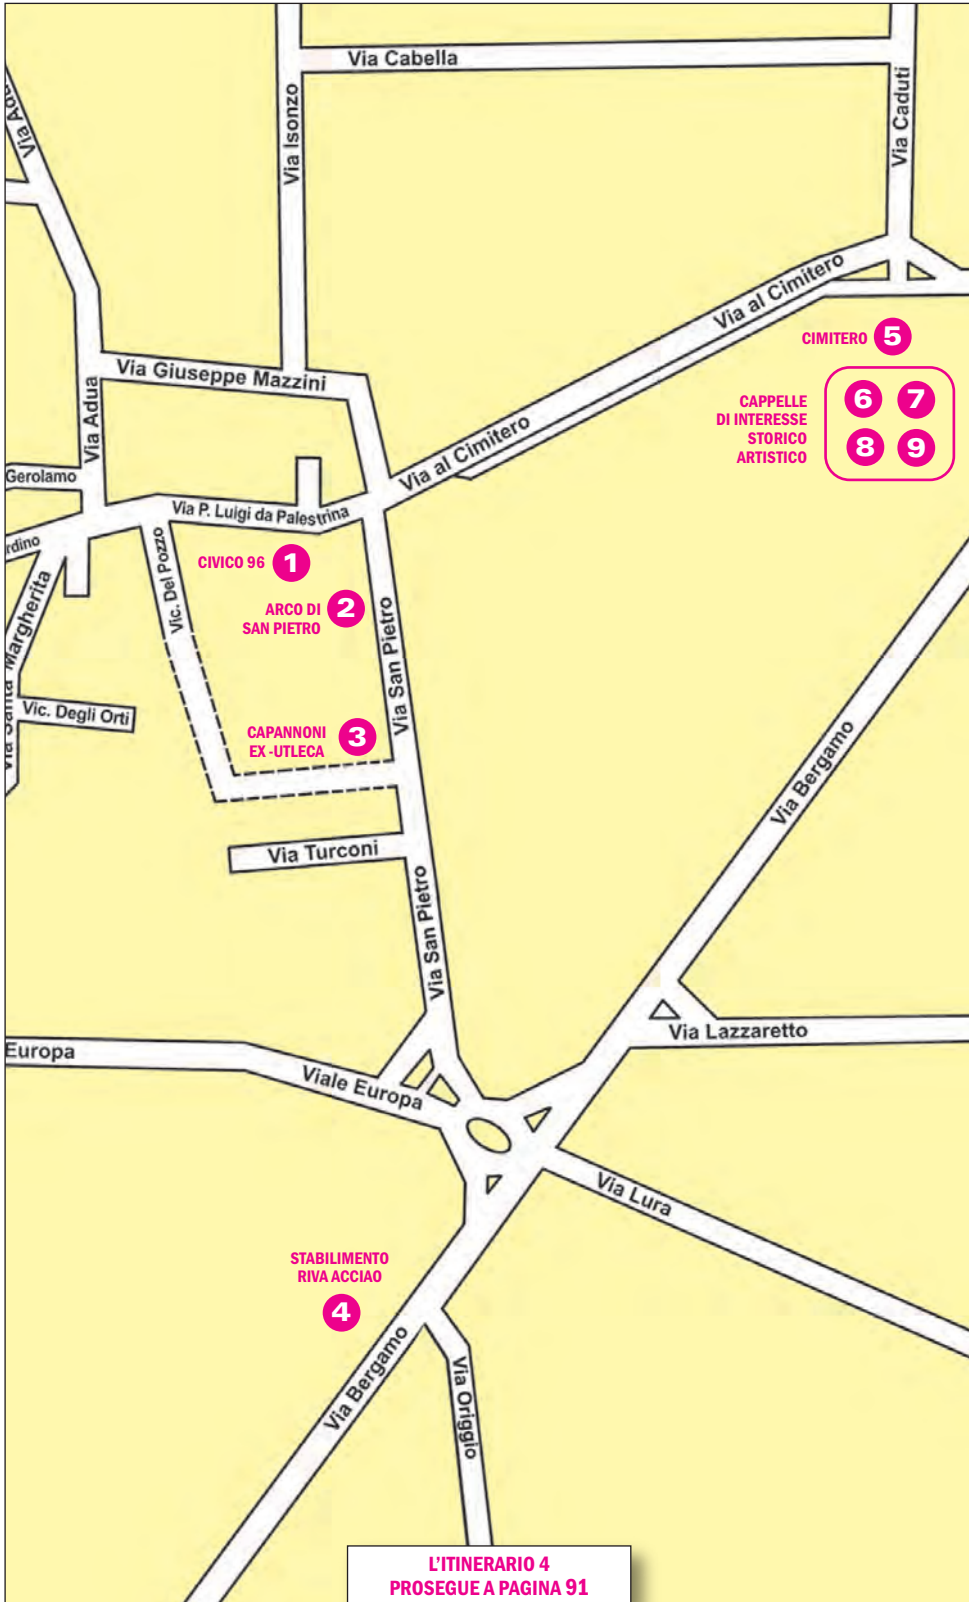 Via Cabella
Via Isonzo
Via Caduti
Via Adua
Via al Cimitero
CIMITERO 5
CAPPELLE
DI INTERESSE
STORICO
ARTISTICO
6 7
8 9
Via Giuseppe Mazzini
Via Adua
Via al Cimitero
Gerolamo
Via P. Luigi da Palestrina
rdino
Vic. Del Pozzo
CIVICO 96 1
ARCO DI
SAN PIETRO
2
Via Santa Margherita
Via San Pietro
Vic. Degli Orti
CAPANNONI
EX -UTLECA
3
Via Bergamo
Via Turconi
Via San Pietro
Via Lazzaretto
Europa
Viale Europa
Via Lura
STABILIMENTO
RIVA ACCIAO
4
Via Bergamo
Via Origgio
L'ITINERARIO 4
PROSEGUE A PAGINA 91